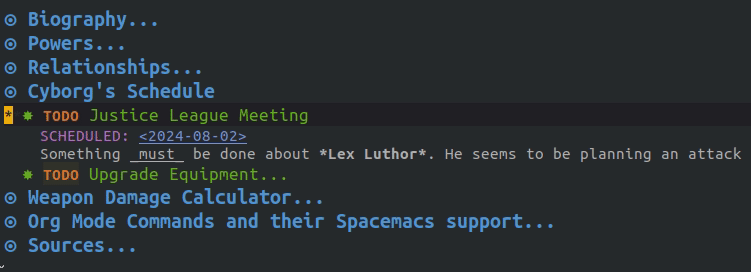 Biography...
Powers...
Relationships...
Cyborg's Schedule
* TODO Justice League Meeting
SCHEDULED: <2024-08-02>
Something _must_ be done about *Lex Luthor*. He seems to be planning an attack
TODO Upgrade Equipment...
Weapon Damage Calculator...
Org Mode Commands and their Spacemacs support...
Sources...
~